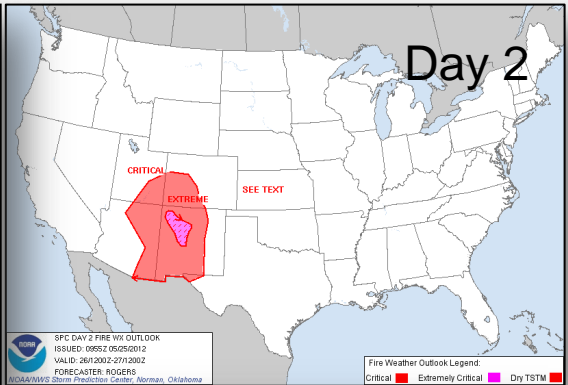 Day 2
CRITICAL
EXTREME
SEE TEXT
NOAA
SPC DAY 2 FIRE WX OUTLOOK
ISSUED: 0955Z 05/25/2012
VALID: 26/1200Z-27/1200Z
FORECASTER: ROGERS
NOAA/NWS Storm Prediction Center, Norman, Oklahoma
Fire Weather Outlook Legend:
Critical Extremely Critical Dry TSTM